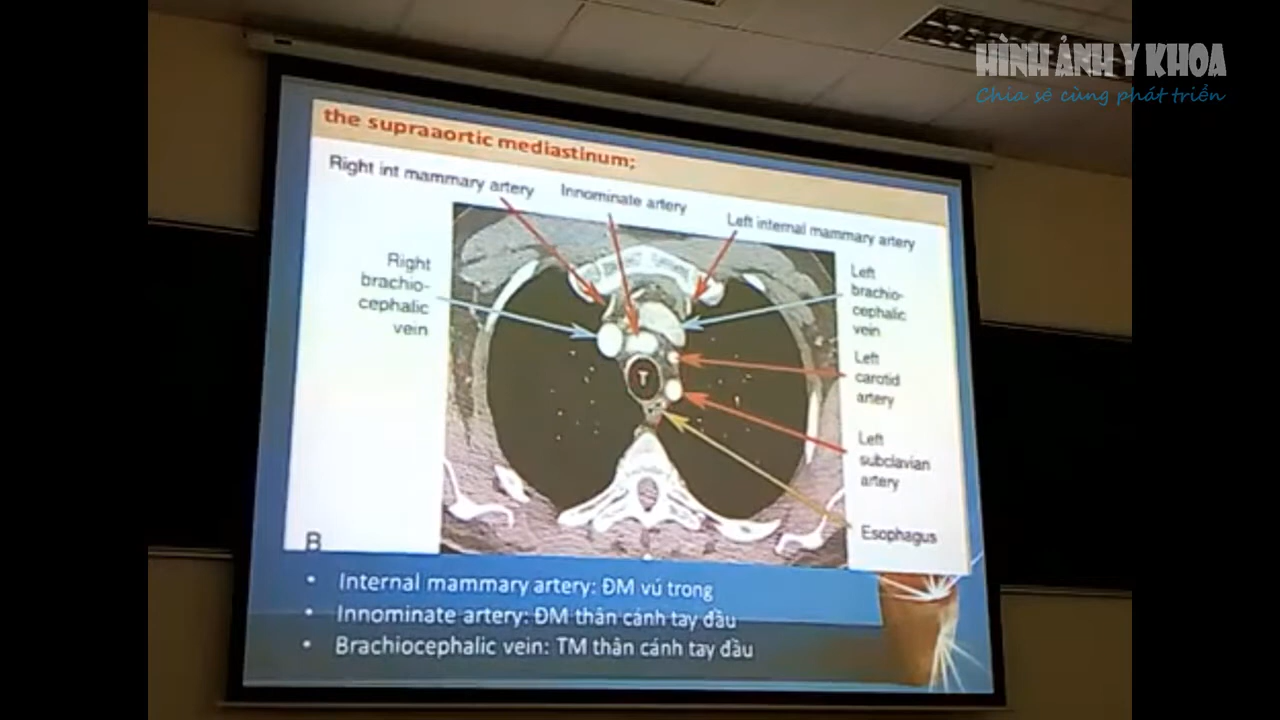 HÌNH ẢNH Y KHOA
Chia sẽ cùng phát triển
the supraaortic mediastinum;
Right int mammary artery
Innominate artery
Left internal mammary artery
Right
brachio-
cephalic
vein
Left
brachio-
cephalic
vein
Left
carotid
artery
Left
subclavian
artery
Esophagus
T
B
• Internal mammary artery: ĐM vú trong
• Innominate artery: ĐM thân cánh tay đầu
• Brachiocephalic vein: TM thân cánh tay đầu